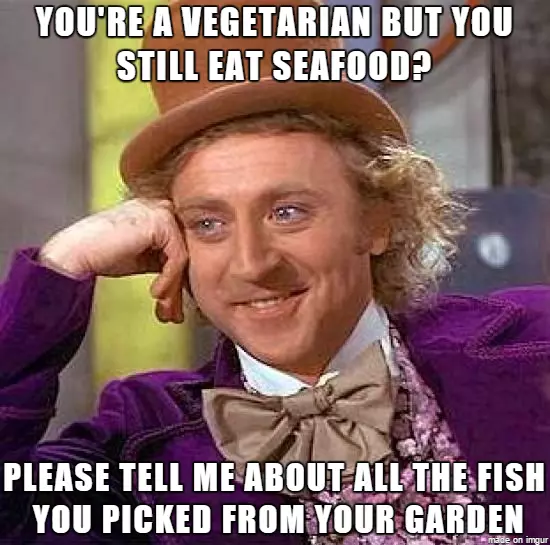 YOU'RE A VEGETARIAN BUT YOU
STILL EAT SEAFOOD?
PLEASE TELL ME ABOUT ALL THE FISH
YOU PICKED FROM YOUR GARDEN
made on imgur